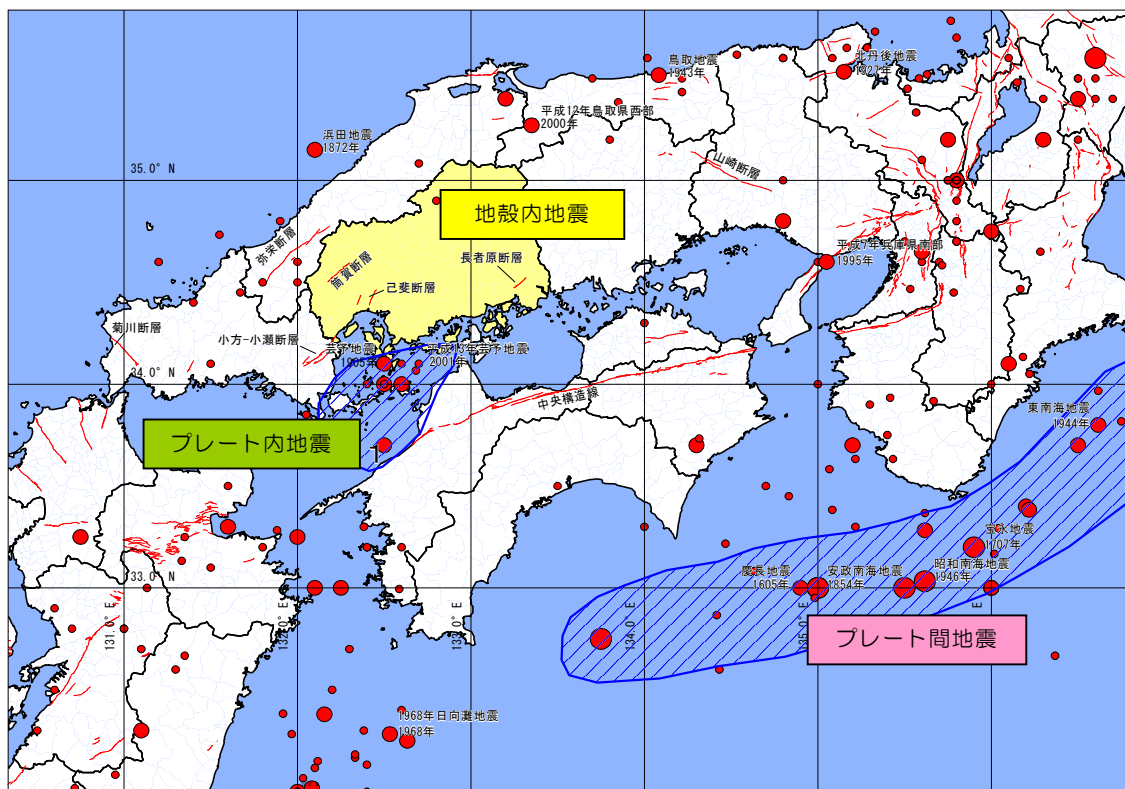 鳥取地震
1943年
北丹後地震
1927年
平成12年鳥取県西部
2000年
浜田地震
1872年
35.0° N
山崎断層
地殻内地震
弥栄断層
筒賀断層
長者原断層
己斐断層
平成7年兵庫県南部
1995年
菊川断層
小方-小瀬断層
芸予地震
1905年
平成13年芸予地震
2001年
34.0° N
中央構造線
東南海地震
1944年
プレート内地震
1
宝永地震
1707年
昭和南海地震
1946年
慶長地震
1605年
安政南海地震
1854年
33.0° N
131.0° E
132.0° E
133.0° E
134.0° E
135.0° E
E
プレート間地震
1968年日向灘地震
1968年